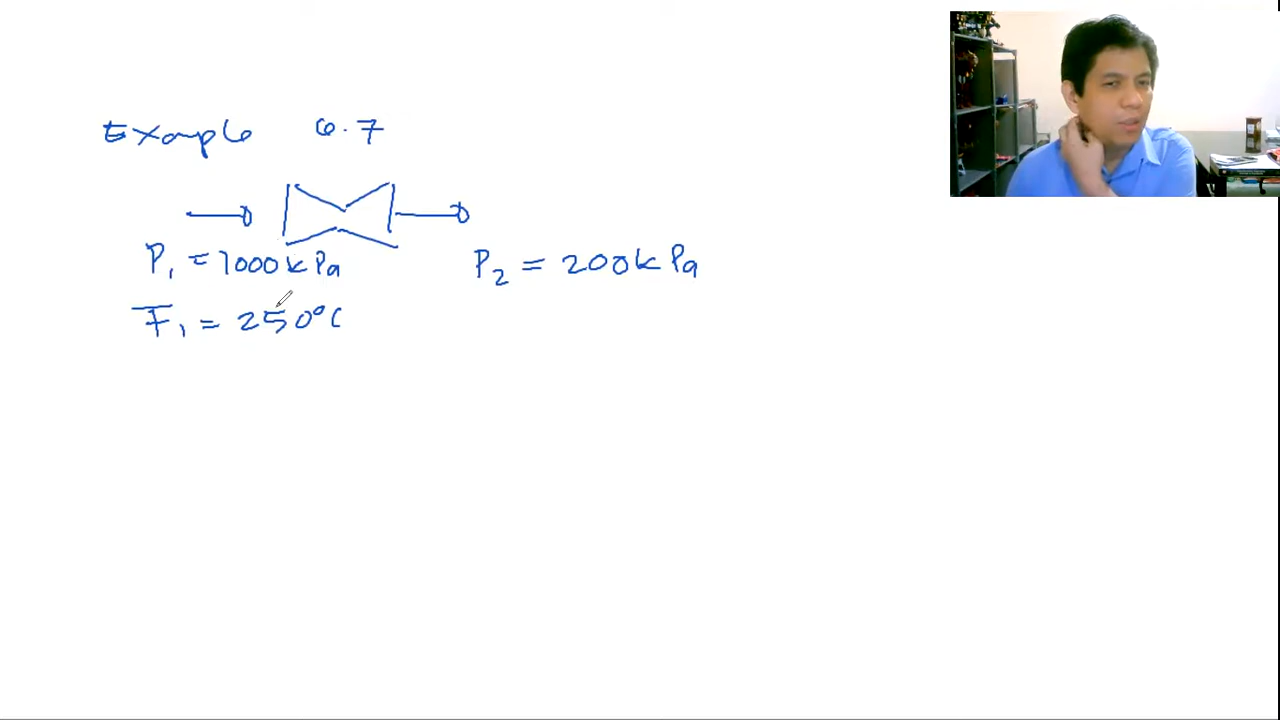 Example 6.7
P₁ = 1000 kPa P₂ = 200 kPa
T₁ = 250°C